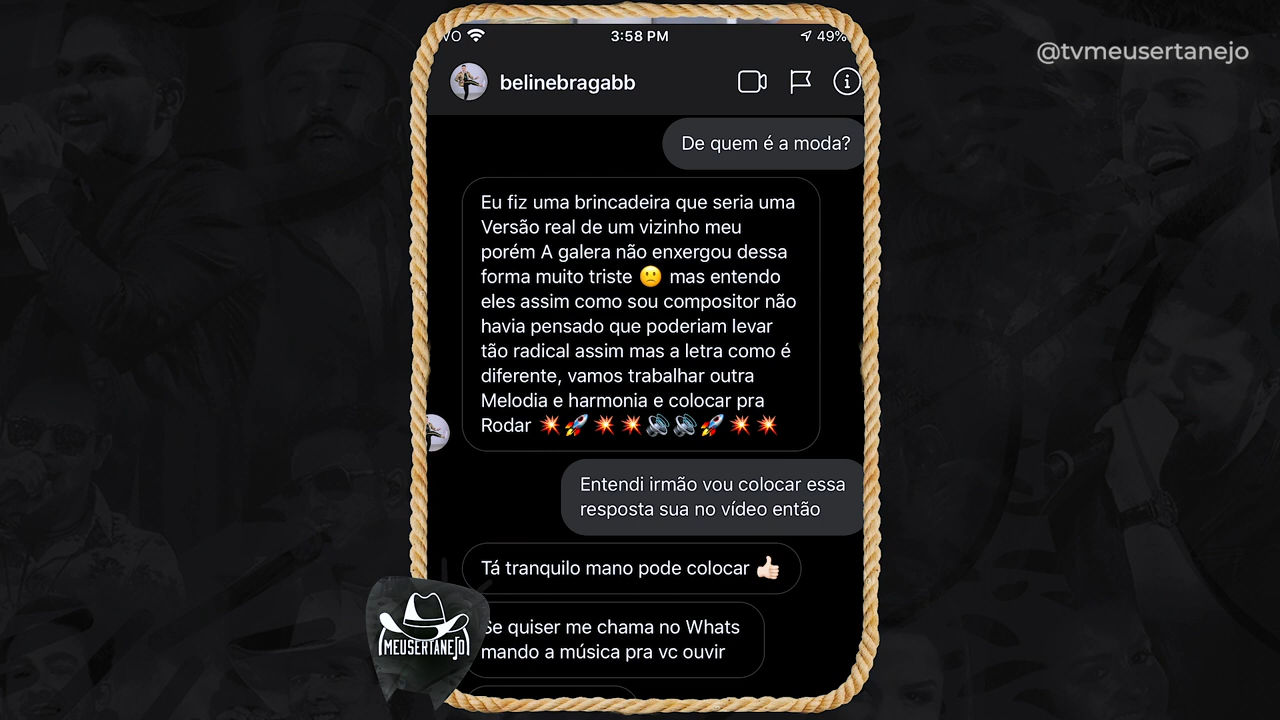 @tvmeusertanejo
VO 3:58 PM 49%
belinebragabb
De quem é a moda?
Eu fiz uma brincadeira que seria uma
Versão real de um vizinho meu
porém A galera não enxergou dessa
forma muito triste 🙁 mas entendo
eles assim como sou compositor não
havia pensado que poderiam levar
tão radical assim mas a letra como é
diferente, vamos trabalhar outra
Melodia e harmonia e colocar pra
Rodar 💥🚀💥💥🔊🔊🚀💥💥
Entendi irmão vou colocar essa
resposta sua no vídeo então
Tá tranquilo mano pode colocar 👍🏻
Se quiser me chama no Whats
mando a música pra vc ouvir
MEUSERTANEJO